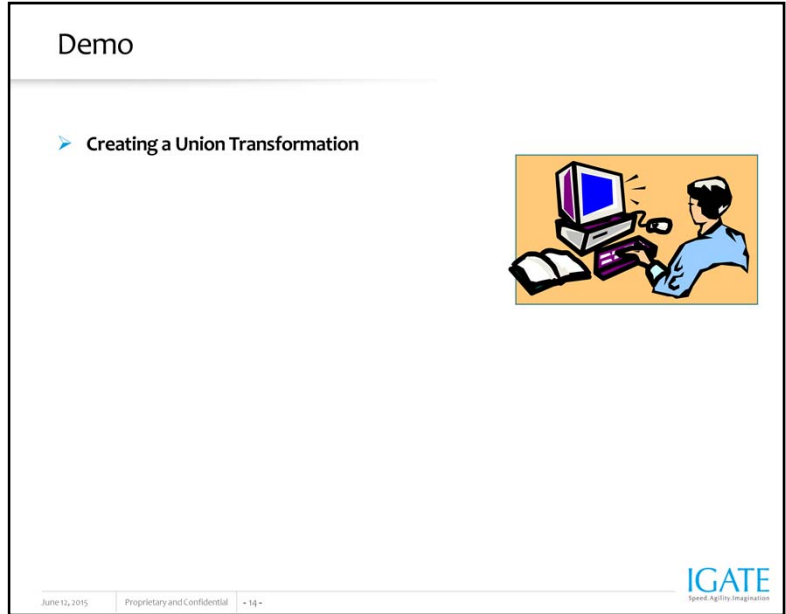 Demo
➤ Creating a Union Transformation
June 12, 2015 Proprietary and Confidential - 14 -
IGATE
Speed.Agility.Imagination